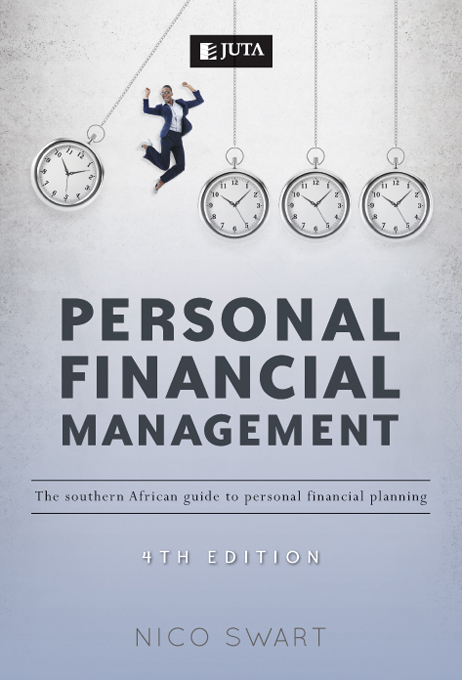 JUTA
PERSONAL
FINANCIAL
MANAGEMENT
The southern African guide to personal financial planning
4TH EDITION
NICO SWART